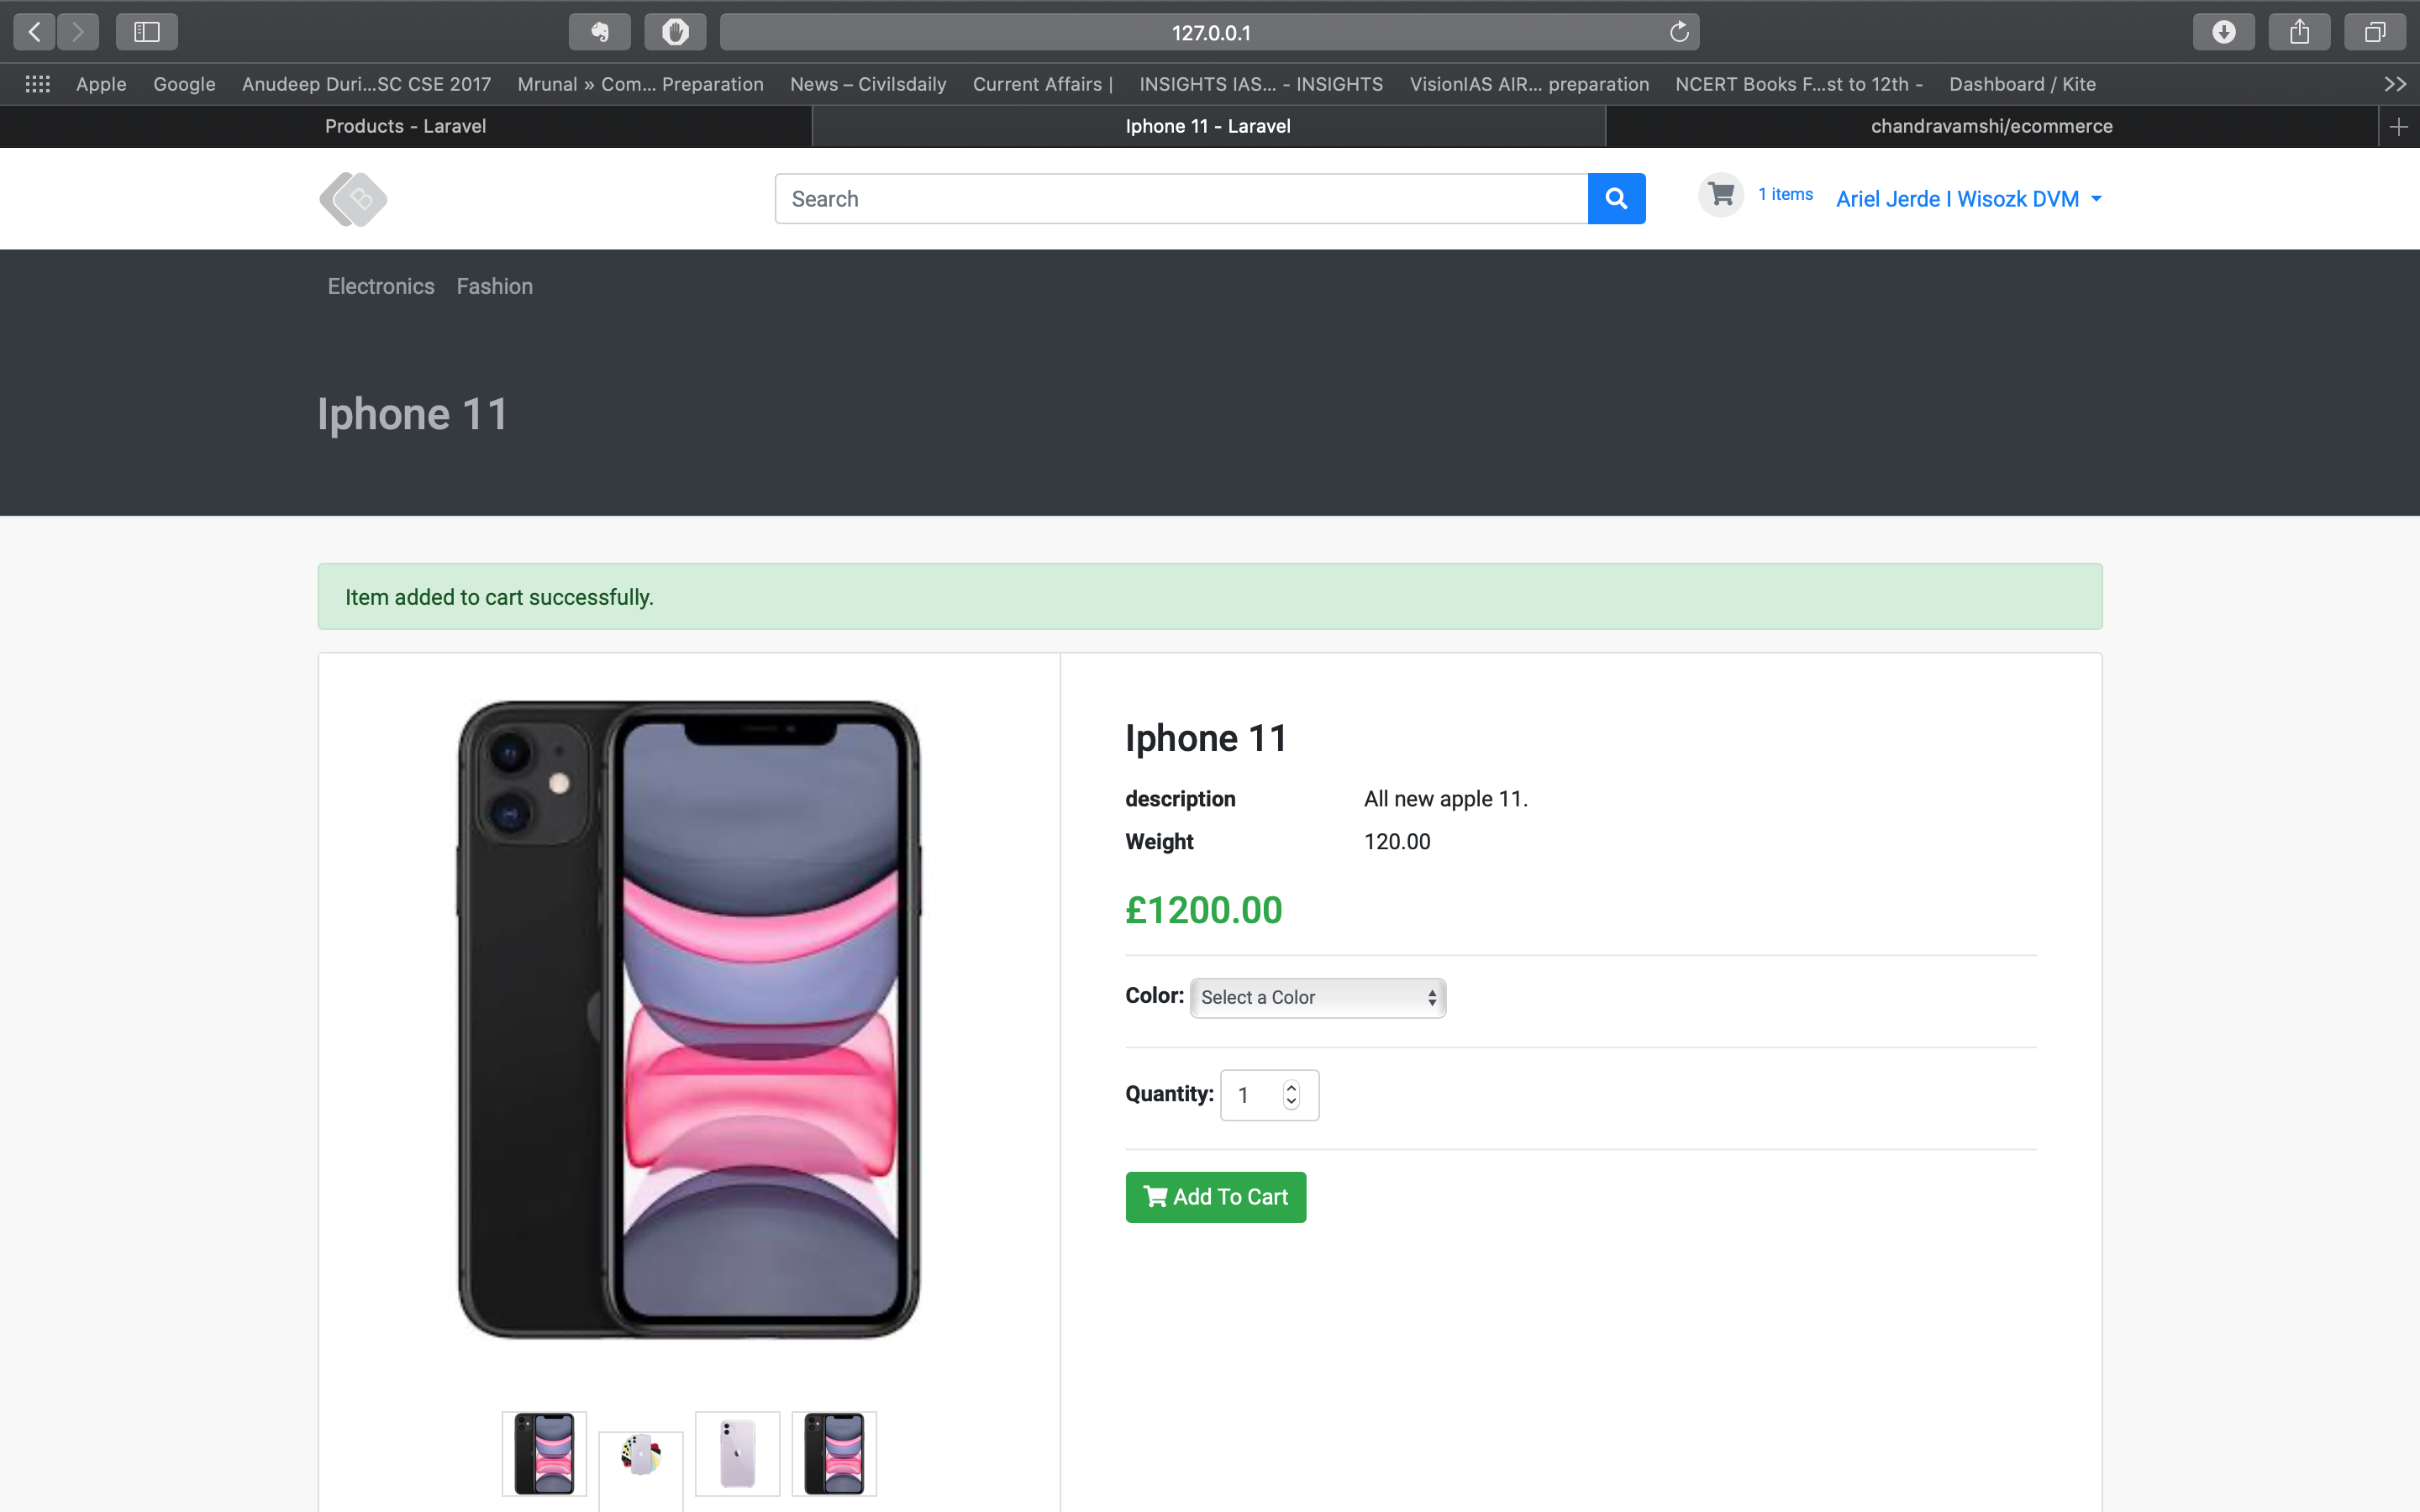 127.0.0.1
Apple Google Anudeep Duri...SC CSE 2017 Mrunal » Com... Preparation News – Civilsdaily Current Affairs | INSIGHTS IAS... - INSIGHTS VisionIAS AIR... preparation NCERT Books F...st to 12th - Dashboard / Kite
Products - Laravel Iphone 11 - Laravel chandravamshi/ecommerce
B Search 1 items Ariel Jerde I Wisozk DVM
Electronics Fashion
Iphone 11
Item added to cart successfully.
Iphone 11
description All new apple 11.
Weight 120.00
£1200.00
Color: Select a Color
Quantity: 1
Add To Cart